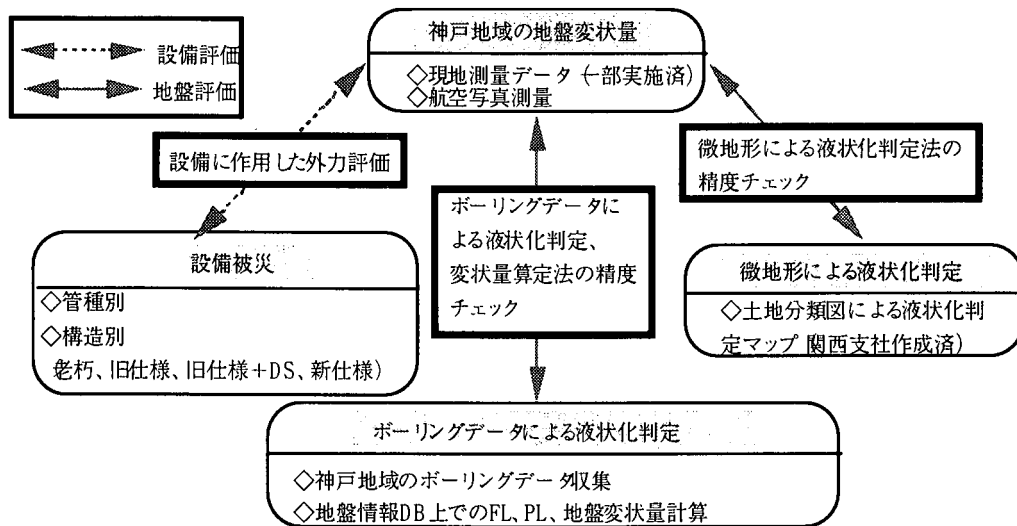 設備評価
地盤評価
神戸地域の地盤変状量
◇現地測量データ (一部実施済)
◇航空写真測量
設備に作用した外力評価
ボーリングデータに
よる液状化判定、
変状量算定法の精度
チェック
微地形による液状化判定法の
精度チェック
設備被災
◇管種別
◇構造別
老朽、旧仕様、旧仕様+DS、新仕様)
微地形による液状化判定
◇土地分類図による液状化判
定マップ 関西支社作成済)
ボーリングデータによる液状化判定
◇神戸地域のボーリングデータ収集
◇地盤情報DB上でのFL、PL、地盤変状量計算